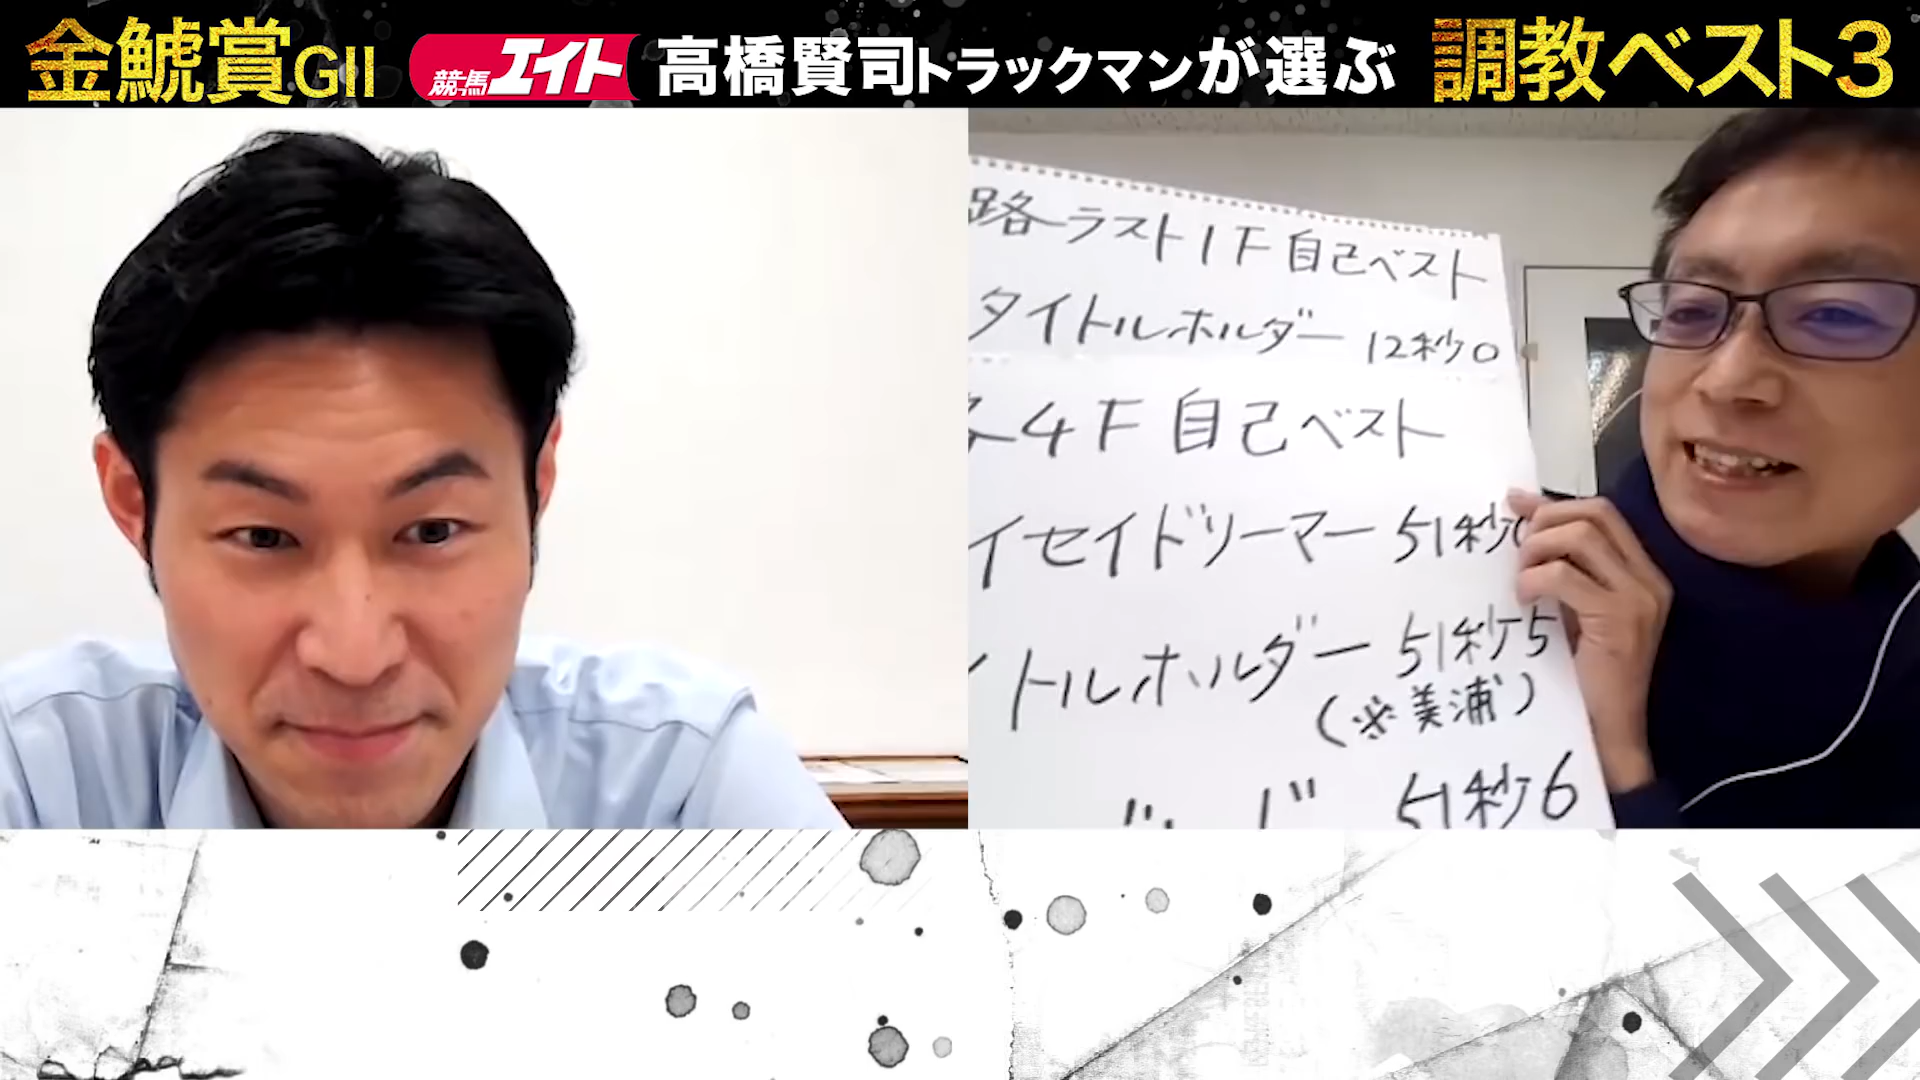 金鯱賞GII 競馬エイト 高橋賢司トラックマンが選ぶ 調教ベスト3
路ラスト1F自己ベスト
タイトルホルダー 12秒0
4F自己ベスト
イセイドリーマー 51秒
イトルホルダー 51秒5
(※美浦)
51秒6